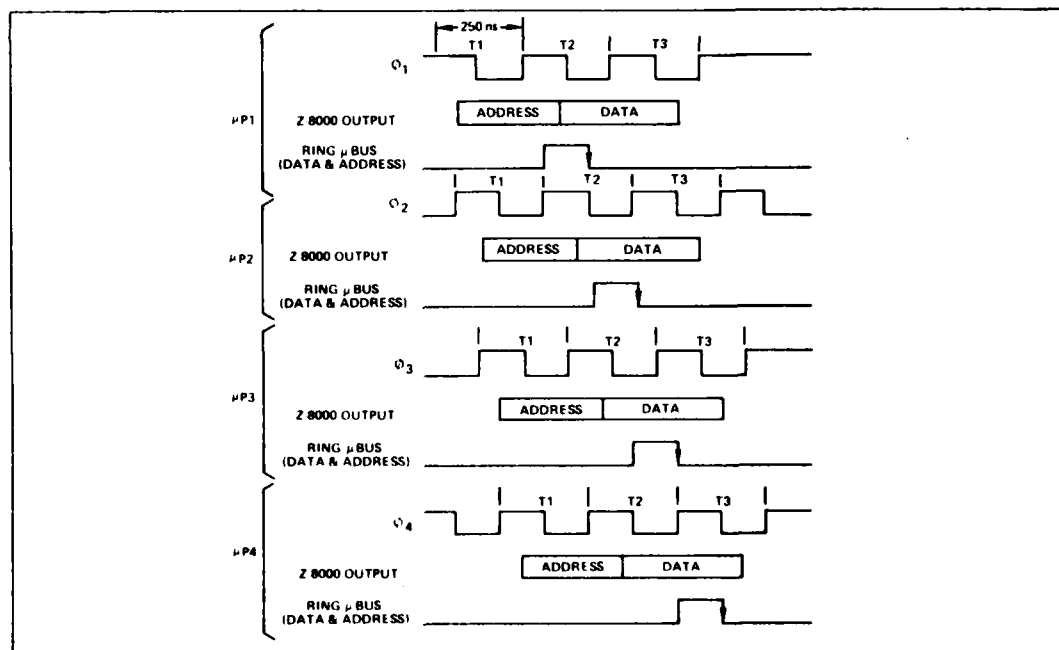 250 ns
T1 T2 T3
Φ1
μP1 Z 8000 OUTPUT ADDRESS DATA
RING μ BUS
(DATA & ADDRESS)
T1 T2 T3
Φ2
μP2 Z 8000 OUTPUT ADDRESS DATA
RING μ BUS
(DATA & ADDRESS)
T1 T2 T3
Φ3
μP3 Z 8000 OUTPUT ADDRESS DATA
RING μ BUS
(DATA & ADDRESS)
T1 T2 T3
Φ4
μP4 Z 8000 OUTPUT ADDRESS DATA
RING μ BUS
(DATA & ADDRESS)